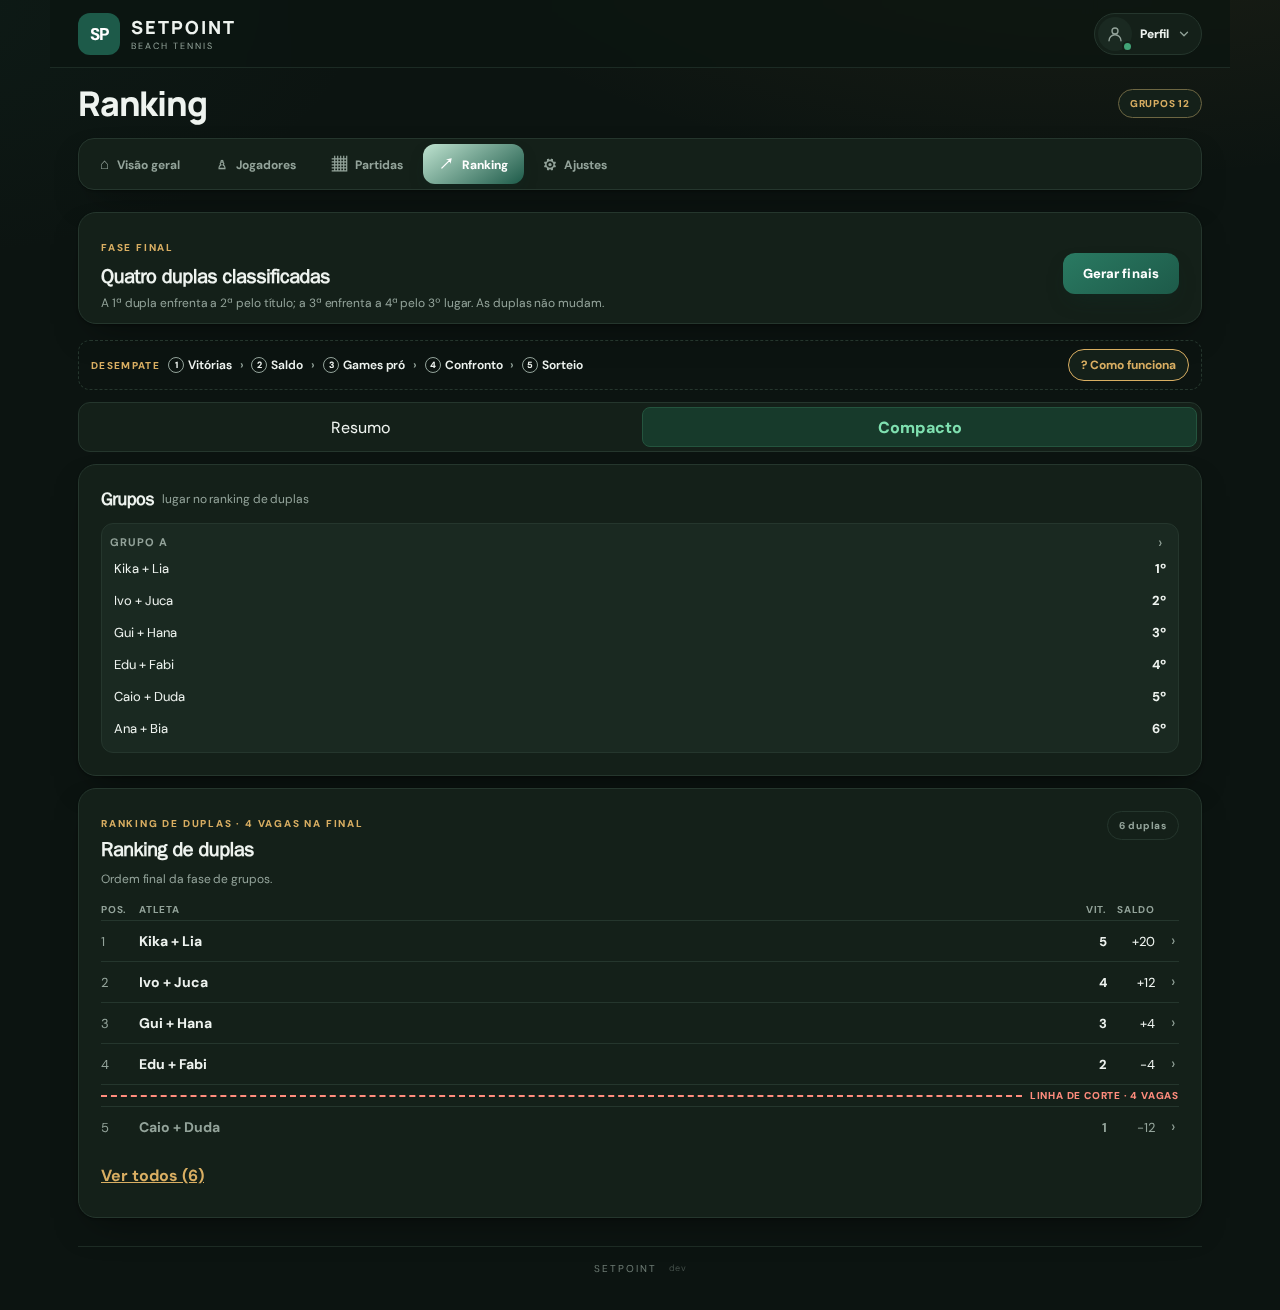 SP SETPOINT
BEACH TENNIS
Perfil
Ranking
GRUPOS 12
Visão geral Jogadores Partidas Ranking Ajustes
FASE FINAL
Quatro duplas classificadas
A 1ª dupla enfrenta a 2ª pelo título; a 3ª enfrenta a 4ª pelo 3º lugar. As duplas não mudam.
Gerar finais
DESEMPATE 1 Vitórias › 2 Saldo › 3 Games pró › 4 Confronto › 5 Sorteio
? Como funciona
Resumo Compacto
Grupos lugar no ranking de duplas
GRUPO A ›
Kika + Lia 1º
Ivo + Juca 2º
Gui + Hana 3º
Edu + Fabi 4º
Caio + Duda 5º
Ana + Bia 6º
RANKING DE DUPLAS · 4 VAGAS NA FINAL
6 duplas
Ranking de duplas
Ordem final da fase de grupos.
POS. ATLETA VIT. SALDO
1 Kika + Lia 5 +20 ›
2 Ivo + Juca 4 +12 ›
3 Gui + Hana 3 +4 ›
4 Edu + Fabi 2 -4 ›
LINHA DE CORTE · 4 VAGAS
5 Caio + Duda 1 -12 ›
Ver todos (6)
SETPOINT dev